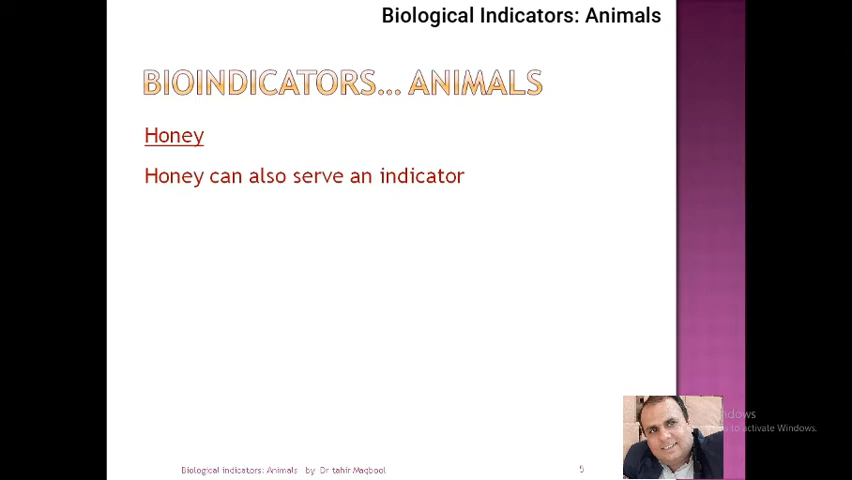 Biological Indicators: Animals
BIOINDICATORS... ANIMALS
Honey
Honey can also serve an indicator
ndows
to activate Windows.
Biological indicators: Animals by Dr tahir Maqbool
5